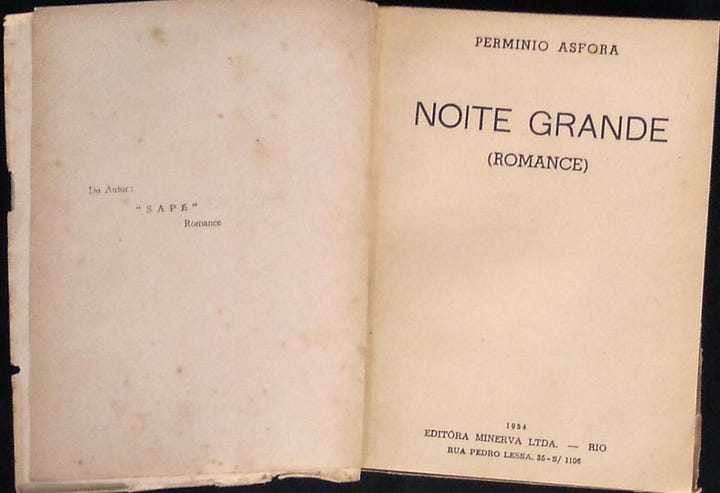 Do Autor:
"SAPÉ"
Romance
PERMINIO ASFORA
NOITE GRANDE
(ROMANCE)
1954
EDITÔRA MINERVA LTDA. — RIO
RUA PEDRO LESSA, 35-S/ 1106